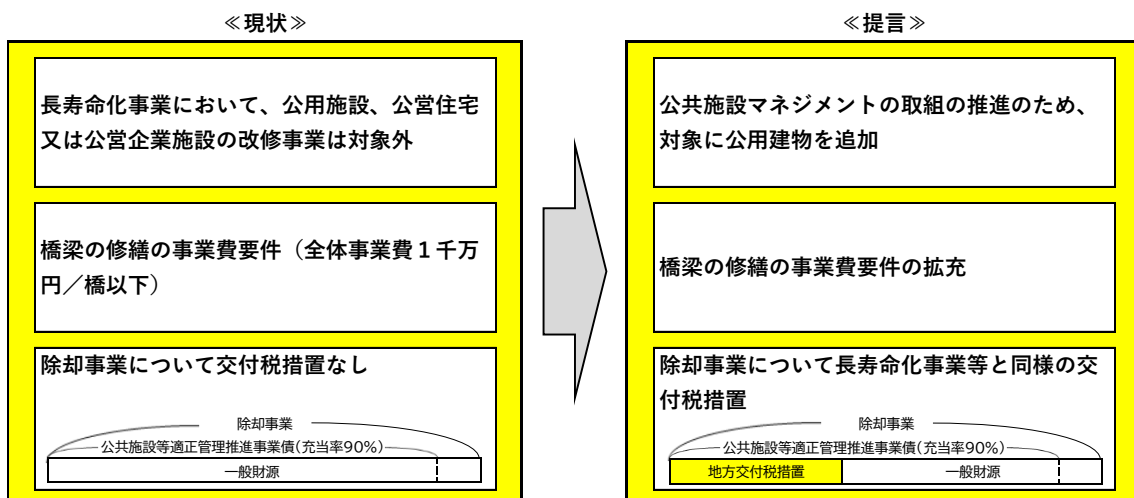 ≪現状≫
長寿命化事業において、公用施設、公営住宅
又は公営企業施設の改修事業は対象外
橋梁の修繕の事業費要件（全体事業費１千万
円／橋以下）
除却事業について交付税措置なし
除却事業
公共施設等適正管理推進事業債(充当率90%)
一般財源
≪提言≫
公共施設マネジメントの取組の推進のため、
対象に公用建物を追加
橋梁の修繕の事業費要件の拡充
除却事業について長寿命化事業等と同様の交
付税措置
除却事業
公共施設等適正管理推進事業債(充当率90%)
地方交付税措置
一般財源